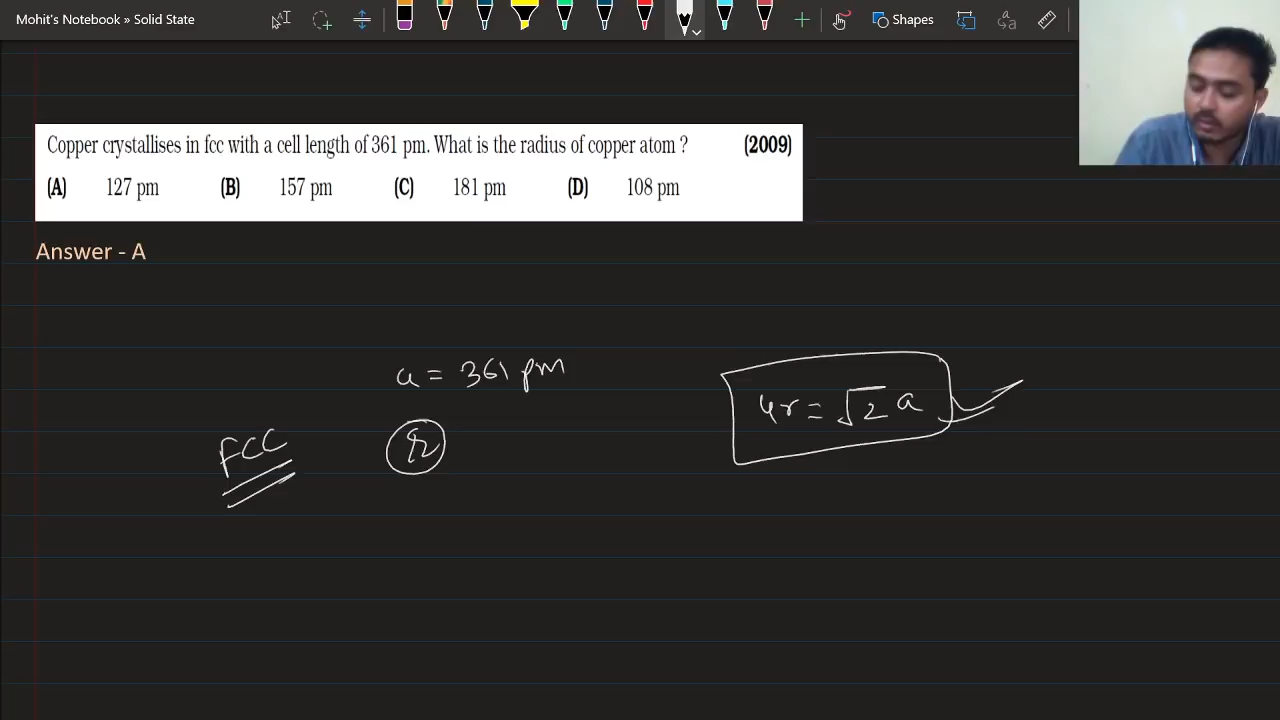 Mohit's Notebook » Solid State
Shapes
Copper crystallises in fcc with a cell length of 361 pm. What is the radius of copper atom ? (2009)
(A) 127 pm (B) 157 pm (C) 181 pm (D) 108 pm
Answer - A
a = 361 pm
4r = √2 a
FCC
r